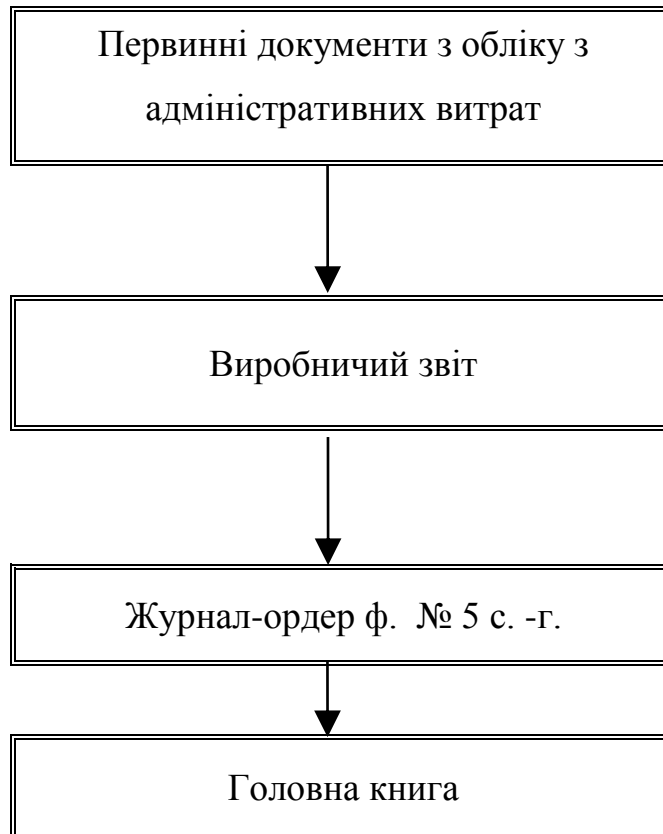 Первинні документи з обліку з
адміністративних витрат
Виробничий звіт
Журнал-ордер ф. № 5 с. -г.
Головна книга